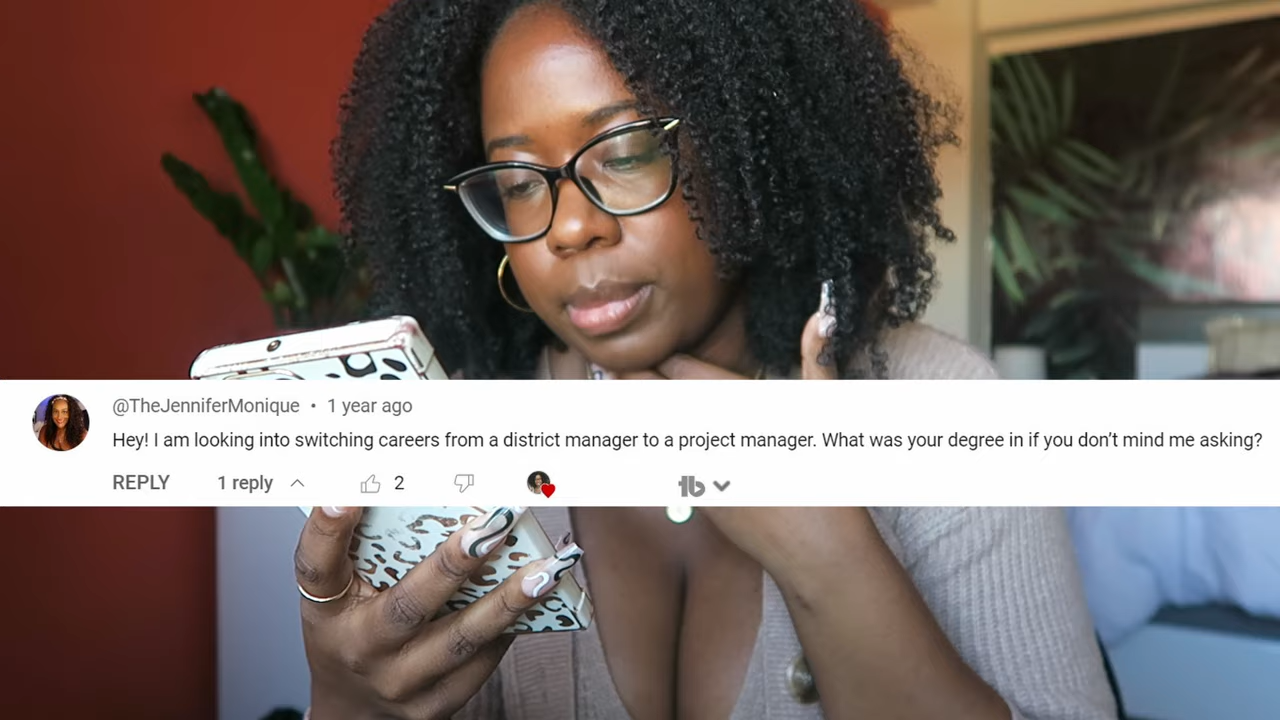 @TheJenniferMonique • 1 year ago
Hey! I am looking into switching careers from a district manager to a project manager. What was your degree in if you don’t mind me asking?
REPLY 1 reply 2 tb